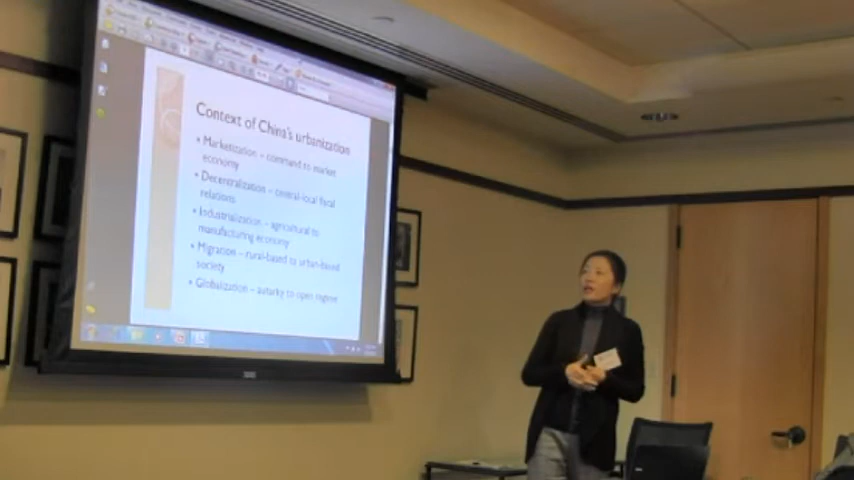 Context of China's urbanization
• Marketization – command to market
economy
• Decentralization – central-local fiscal
relations
• Industrialization – agricultural to
manufacturing economy
• Migration – rural-based to urban-based
society
• Globalization – autarky to open regime